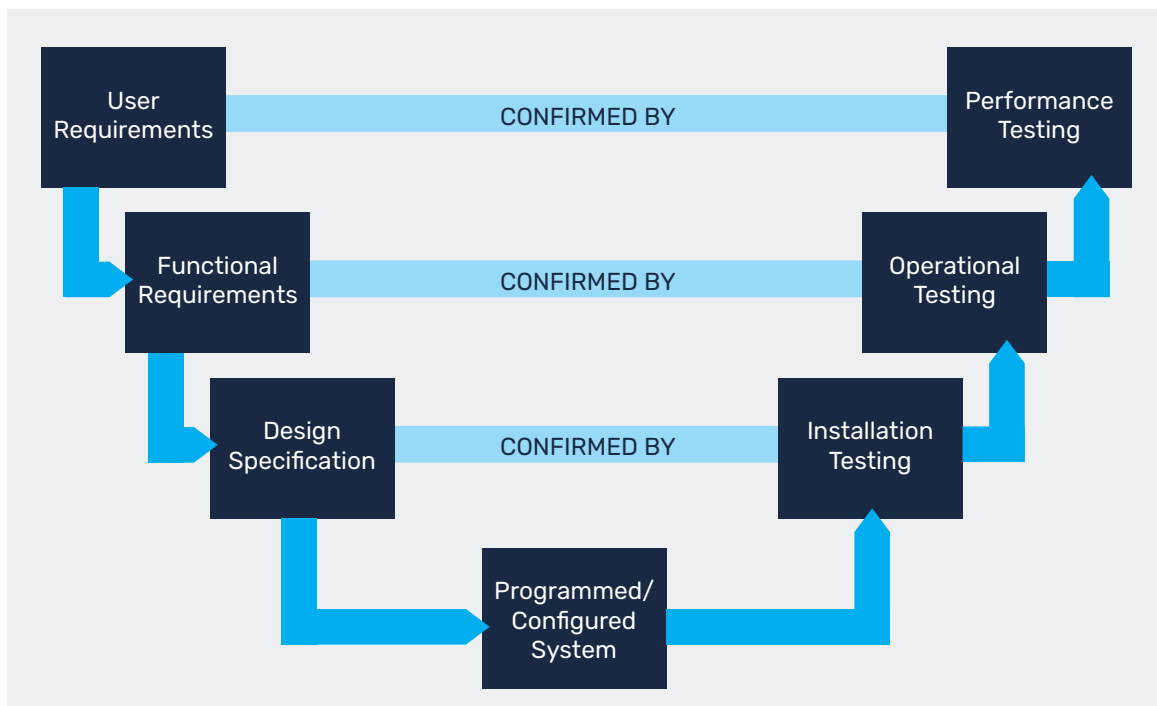 User
Requirements
CONFIRMED BY
Performance
Testing
Functional
Requirements
CONFIRMED BY
Operational
Testing
Design
Specification
CONFIRMED BY
Installation
Testing
Programmed/
Configured
System